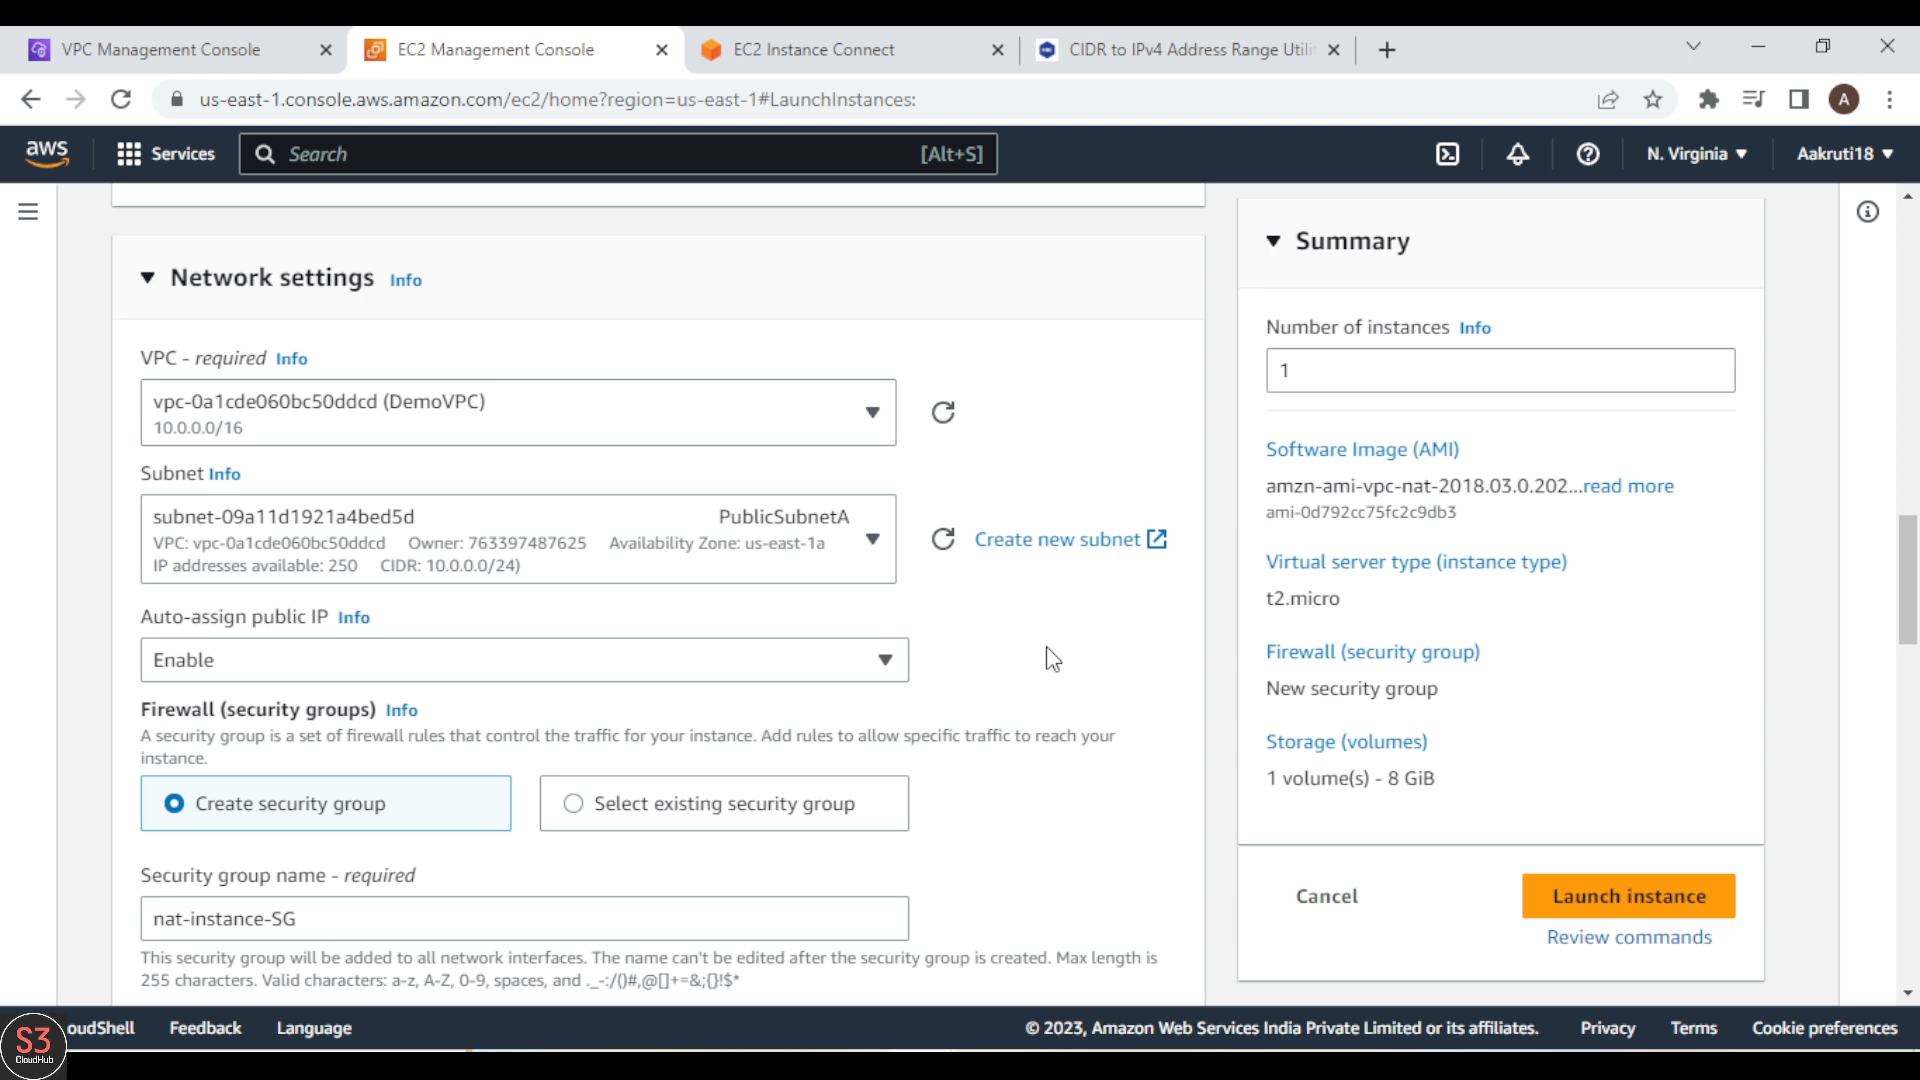 VPC Management Console
EC2 Management Console
EC2 Instance Connect
CIDR to IPv4 Address Range Utili
us-east-1.console.aws.amazon.com/ec2/home?region=us-east-1#LaunchInstances:
A
aws
Services
Search
[Alt+S]
N. Virginia
Aakruti18
Network settings Info
VPC - required Info
vpc-0a1cde060bc50ddcd (DemoVPC)
10.0.0.0/16
Subnet Info
subnet-09a11d1921a4bed5d PublicSubnetA
VPC: vpc-0a1cde060bc50ddcd Owner: 763397487625 Availability Zone: us-east-1a
IP addresses available: 250 CIDR: 10.0.0.0/24)
Create new subnet
Auto-assign public IP Info
Enable
Firewall (security groups) Info
A security group is a set of firewall rules that control the traffic for your instance. Add rules to allow specific traffic to reach your
instance.
Create security group
Select existing security group
Security group name - required
nat-instance-SG
This security group will be added to all network interfaces. The name can't be edited after the security group is created. Max length is
255 characters. Valid characters: a-z, A-Z, 0-9, spaces, and ._-:/()#,@[]+=&;{}!$*
Summary
Number of instances Info
1
Software Image (AMI)
amzn-ami-vpc-nat-2018.03.0.202...read more
ami-0d792cc75fc2c9db3
Virtual server type (instance type)
t2.micro
Firewall (security group)
New security group
Storage (volumes)
1 volume(s) - 8 GiB
Cancel
Launch instance
Review commands
oudShell
Feedback
Language
© 2023, Amazon Web Services India Private Limited or its affiliates.
Privacy
Terms
Cookie preferences
S3
CloudHub